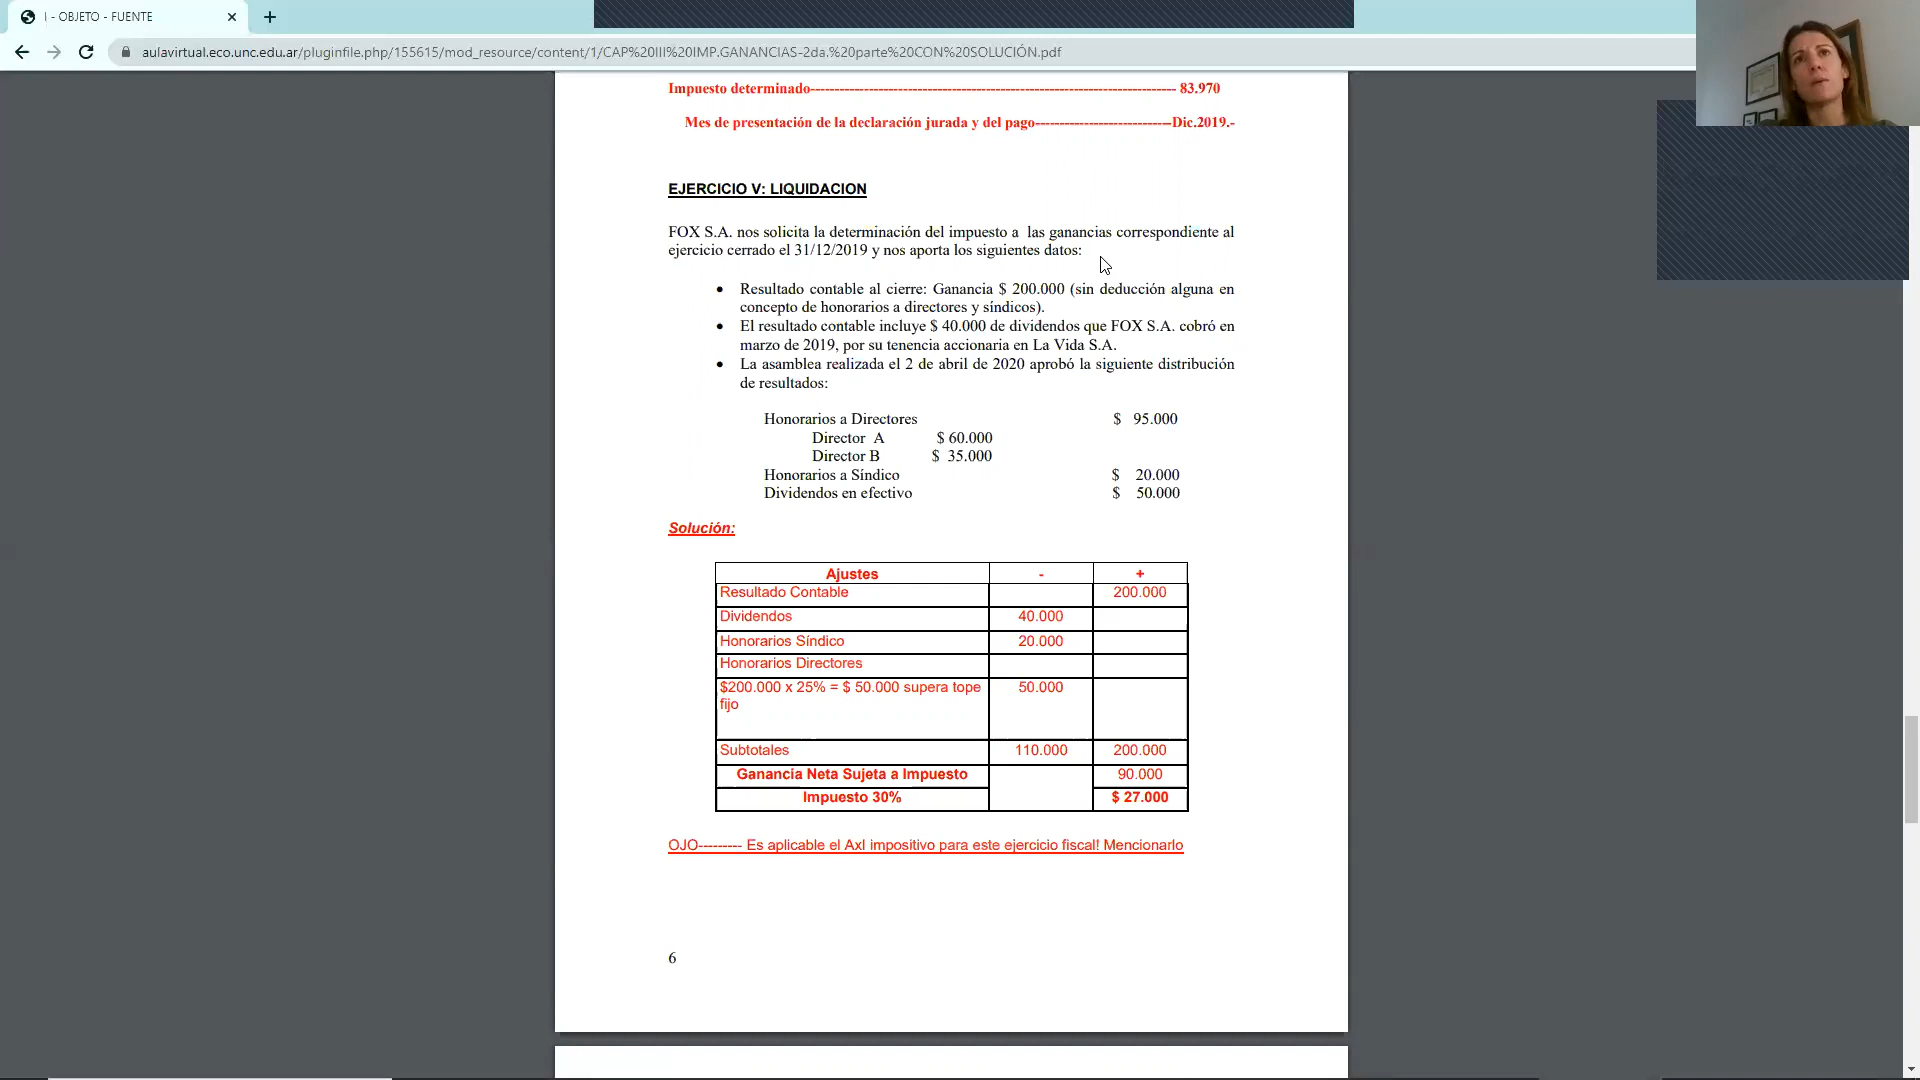 I - OBJETO - FUENTE
aulavirtual.eco.unc.edu.ar/pluginfile.php/155615/mod_resource/content/1/CAP%20III%20IMP.GANANCIAS-2da.%20parte%20CON%20SOLUCIÓN.pdf
Impuesto determinado--------------------------------------------------------------------------- 83.970
Mes de presentación de la declaración jurada y del pago----------------------------Dic.2019.-
EJERCICIO V: LIQUIDACION
FOX S.A. nos solicita la determinación del impuesto a las ganancias correspondiente al
ejercicio cerrado el 31/12/2019 y nos aporta los siguientes datos:
• Resultado contable al cierre: Ganancia $ 200.000 (sin deducción alguna en
concepto de honorarios a directores y síndicos).
• El resultado contable incluye $ 40.000 de dividendos que FOX S.A. cobró en
marzo de 2019, por su tenencia accionaria en La Vida S.A.
• La asamblea realizada el 2 de abril de 2020 aprobó la siguiente distribución
de resultados:
Honorarios a Directores $ 95.000
Director A $ 60.000
Director B $ 35.000
Honorarios a Síndico $ 20.000
Dividendos en efectivo $ 50.000
Solución:
Ajustes - +
Resultado Contable 200.000
Dividendos 40.000
Honorarios Síndico 20.000
Honorarios Directores
$200.000 x 25% = $ 50.000 supera tope 50.000
fijo
Subtotales 110.000 200.000
Ganancia Neta Sujeta a Impuesto 90.000
Impuesto 30% $ 27.000
OJO--------- Es aplicable el AxI impositivo para este ejercicio fiscal! Mencionarlo
6